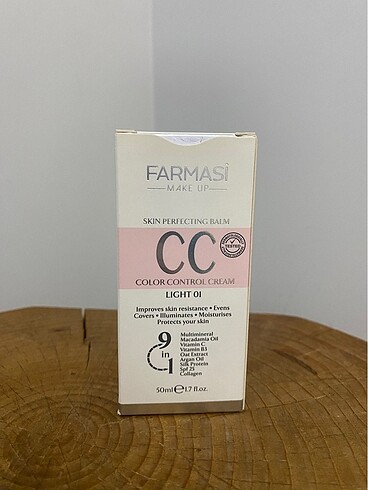 FARMASİ
MAKE UP
SKIN PERFECTING BALM
CC
TESTED
COLOR CONTROL CREAM
LIGHT 01
Improves skin resistance • Evens
Covers • Illuminates • Moisturises
Protects your skin
9 in 1
Multimineral
Macadamia Oil
Vitamin C
Vitamin B3
Oat Extract
Argan Oil
Silk Protein
Spf 25
Collagen
50ml ℮ 1.7 fl.oz.